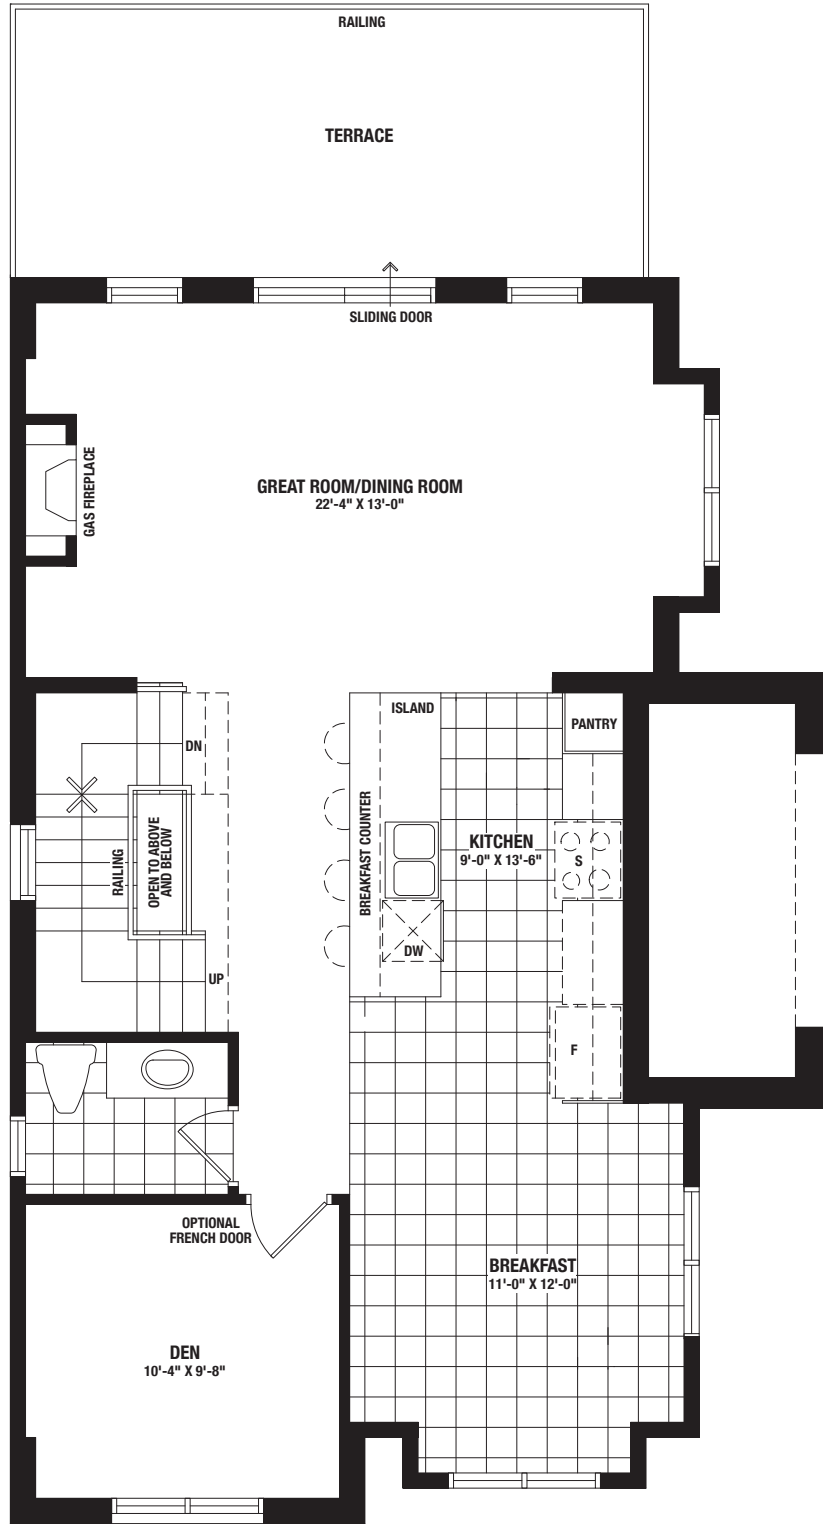 RAILING
TERRACE
SLIDING DOOR
GAS FIREPLACE
GREAT ROOM/DINING ROOM
22'-4" X 13'-0"
ISLAND
PANTRY
DN
BREAKFAST COUNTER
KITCHEN
9'-0" X 13'-6"
S
RAILING
OPEN TO ABOVE
AND BELOW
DW
UP
F
OPTIONAL
FRENCH DOOR
BREAKFAST
11'-0" X 12'-0"
DEN
10'-4" X 9'-8"